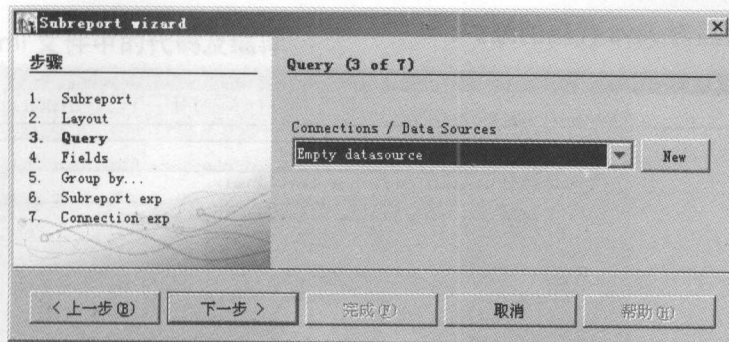 Subreport wizard
步骤
1. Subreport
2. Layout
3. Query
4. Fields
5. Group by...
6. Subreport exp
7. Connection exp
Query (3 of 7)
Connections / Data Sources
Empty datasource
New
< 上一步(B)
下一步 >
完成(F)
取消
帮助(H)